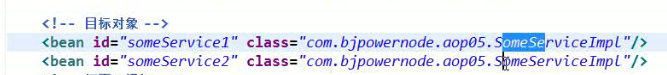 <!-- 目标对象 -->
<bean id="someService1" class="com.bjpowernode.aop05.SomeServiceImpl"/>
<bean id="someService2" class="com.bjpowernode.aop05.SomeServiceImpl"/>